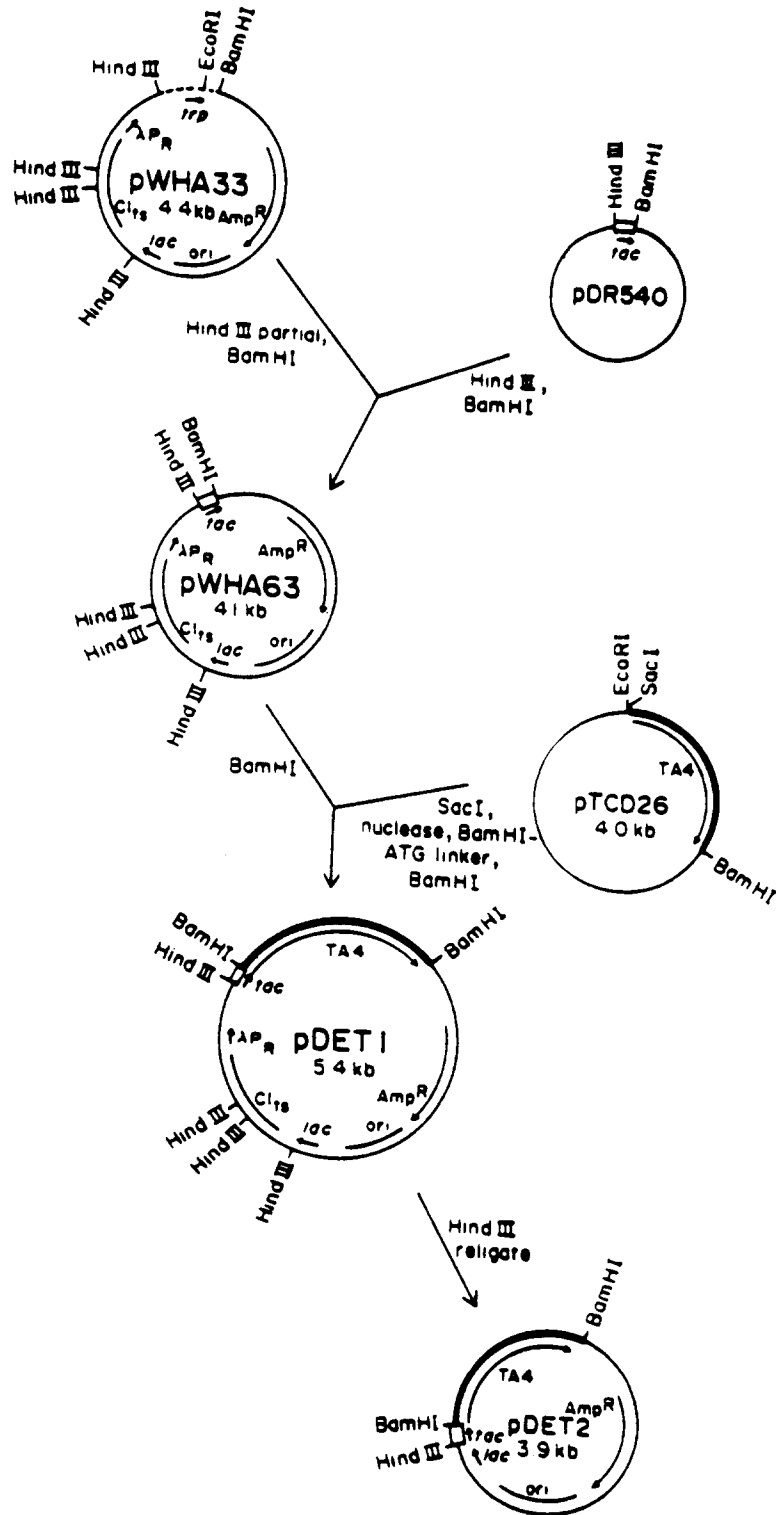 EcoRI
BamHI
Hind III
trp
λPR
Hind III
Hind III
pWHA33
4.4kb
CIts
AmpR
lac
ori
Hind III
Hind III
BamHI
tac
pDR540
Hind III partial,
BamHI
Hind III,
BamHI
BamHI
Hind III
tac
λPR
AmpR
pWHA63
4.1 kb
Hind III
Hind III
CIts
lac
ori
Hind III
EcoRI
SacI
TA4
pTCD26
4.0 kb
BamHI
BamHI
SacI,
nuclease, BamHI-
ATG linker,
BamHI
BamHI
Hind III
BamHI
TA4
tac
λPR
pDET1
5.4 kb
CIts
AmpR
lac
ori
Hind III
Hind III
Hind III
Hind III
religate
BamHI
TA4
AmpR
BamHI
Hind III
tac
pDET2
lac
3.9 kb
ori